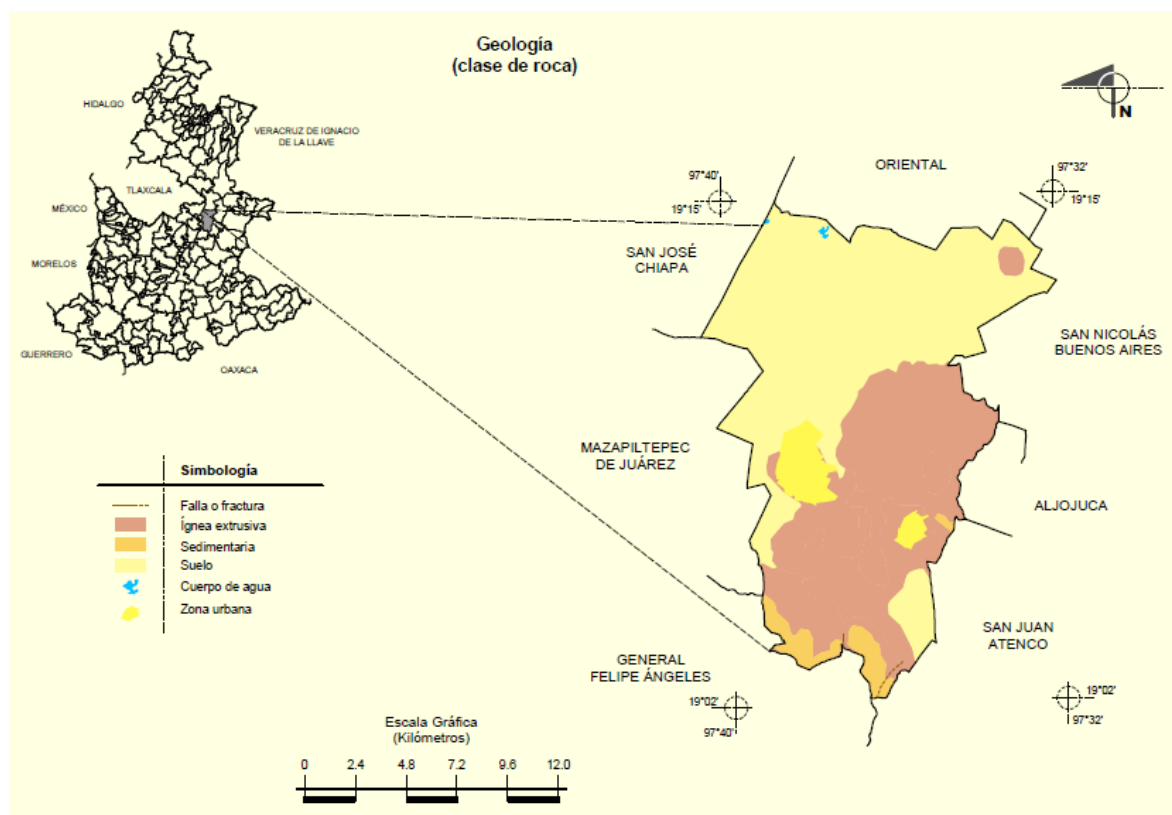 Geología
(clase de roca)
N
HIDALGO
VERACRUZ DE IGNACIO
DE LA LLAVE
TLAXCALA
MÉXICO
MORELOS
GUERRERO
OAXACA
ORIENTAL
97°40'
19°15'
97°32'
19°15'
SAN JOSÉ
CHIAPA
SAN NICOLÁS
BUENOS AIRES
MAZAPILTEPEC
DE JUÁREZ
ALJOJUCA
SAN JUAN
ATENCO
GENERAL
FELIPE ÁNGELES
19°02'
97°40'
19°02'
97°32'
Simbología
Falla o fractura
Ígnea extrusiva
Sedimentaria
Suelo
Cuerpo de agua
Zona urbana
Escala Gráfica
(Kilómetros)
0 2.4 4.8 7.2 9.6 12.0